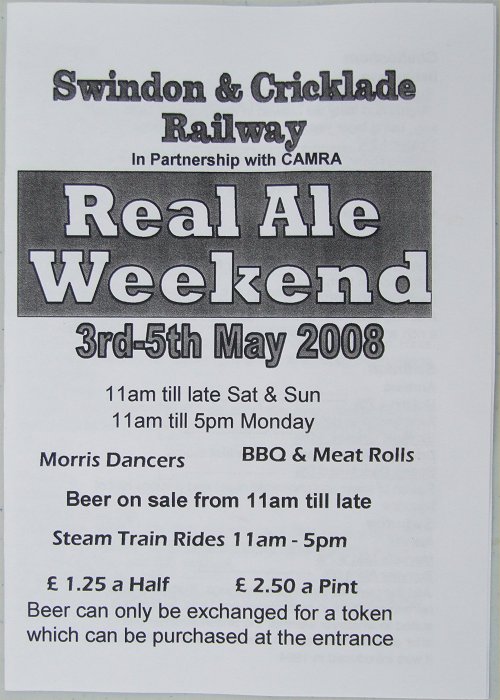 Swindon & Cricklade
Railway
In Partnership with CAMRA
Real Ale
Weekend
3rd-5th May 2008
11am till late Sat & Sun
11am till 5pm Monday
Morris Dancers
BBQ & Meat Rolls
Beer on sale from 11am till late
Steam Train Rides 11am - 5pm
£ 1.25 a Half £ 2.50 a Pint
Beer can only be exchanged for a token
which can be purchased at the entrance